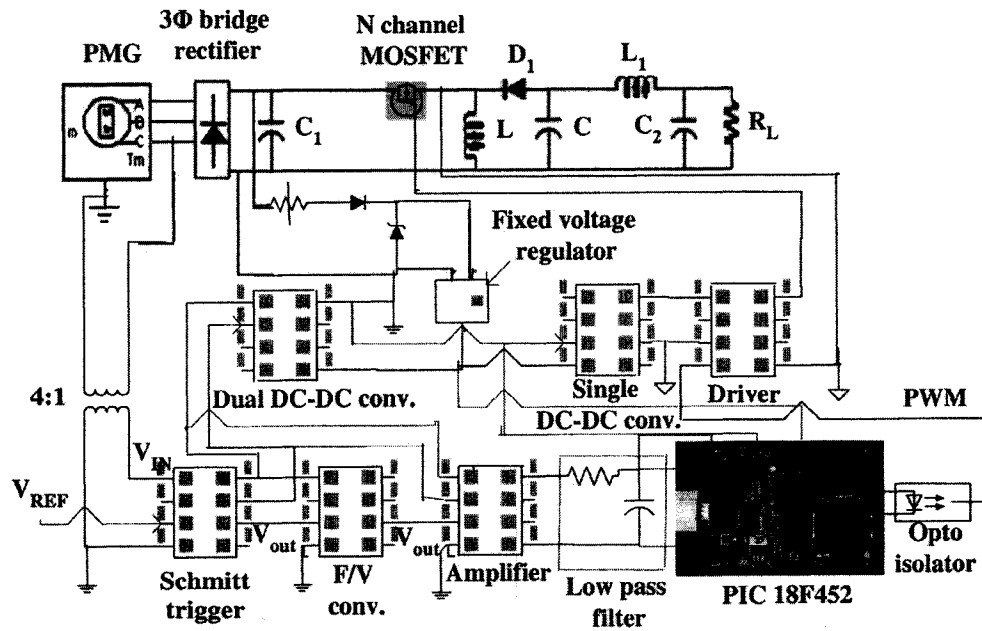 3Φ bridge
rectifier
N channel
MOSFET
PMG
D1
L1
A
B
C
m
Tm
C1
L
C
C2
RL
Fixed voltage
regulator
4:1
Dual DC-DC conv.
Single
DC-DC conv.
Driver
PWM
VIN
VREF
Vout
Vout
Schmitt
trigger
F/V
conv.
Amplifier
Low pass
filter
PIC 18F452
Opto
isolator